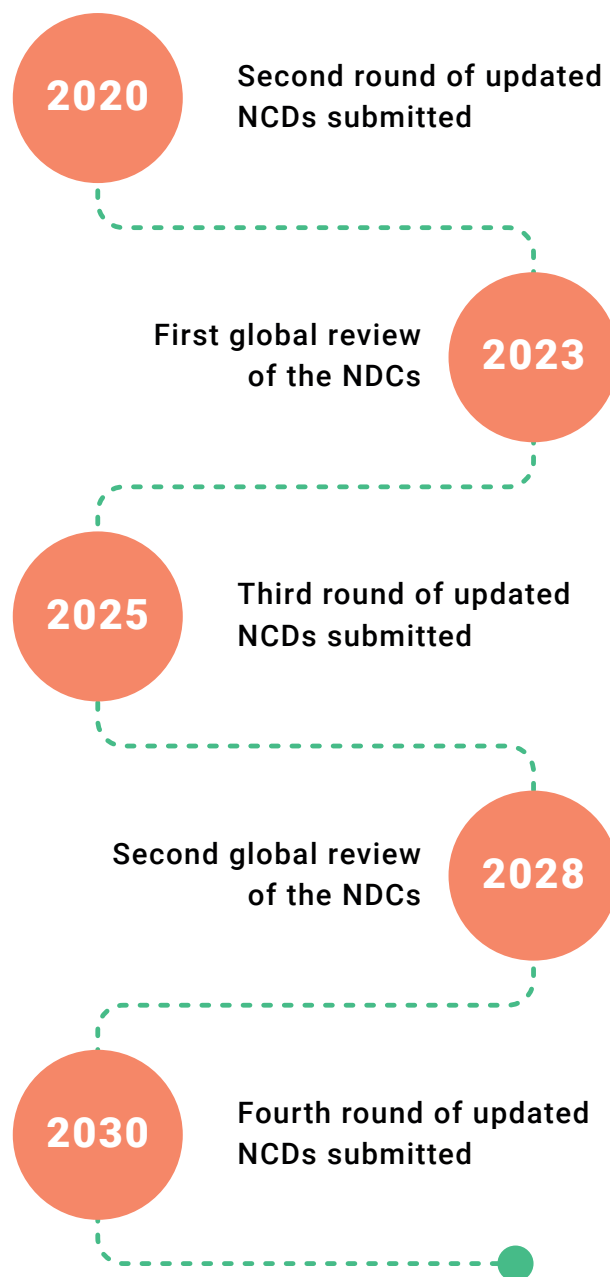 2020
Second round of updated
NCDs submitted
First global review
of the NDCs
2023
2025
Third round of updated
NCDs submitted
Second global review
of the NDCs
2028
2030
Fourth round of updated
NCDs submitted